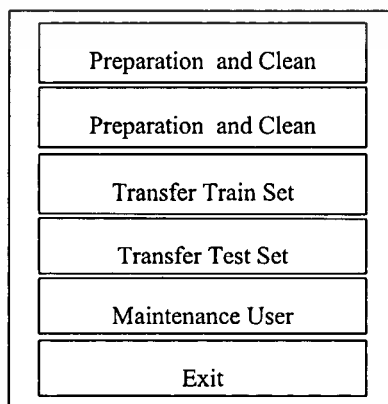 Preparation and Clean
Preparation and Clean
Transfer Train Set
Transfer Test Set
Maintenance User
Exit